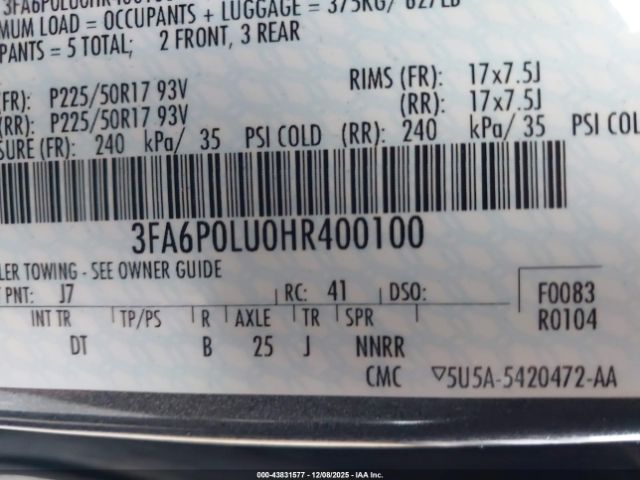 3FA6P0LU0HR400100
MUM LOAD = OCCUPANTS + LUGGAGE = 375KG/ 827LB
PANTS = 5 TOTAL; 2 FRONT, 3 REAR
(FR): P225/50R17 93V RIMS (FR): 17x7.5J
(RR): P225/50R17 93V (RR): 17x7.5J
SURE (FR): 240 kPa/ 35 PSI COLD (RR): 240 kPa/ 35 PSI COL
3FA6P0LU0HR400100
LER TOWING - SEE OWNER GUIDE
PNT: J7 RC: 41 DSO: F0083
INT TR TP/PS R AXLE TR SPR R0104
DT B 25 J NNRR
CMC ▽5U5A-5420472-AA
000-43831577 - 12/08/2025 - IAA Inc.